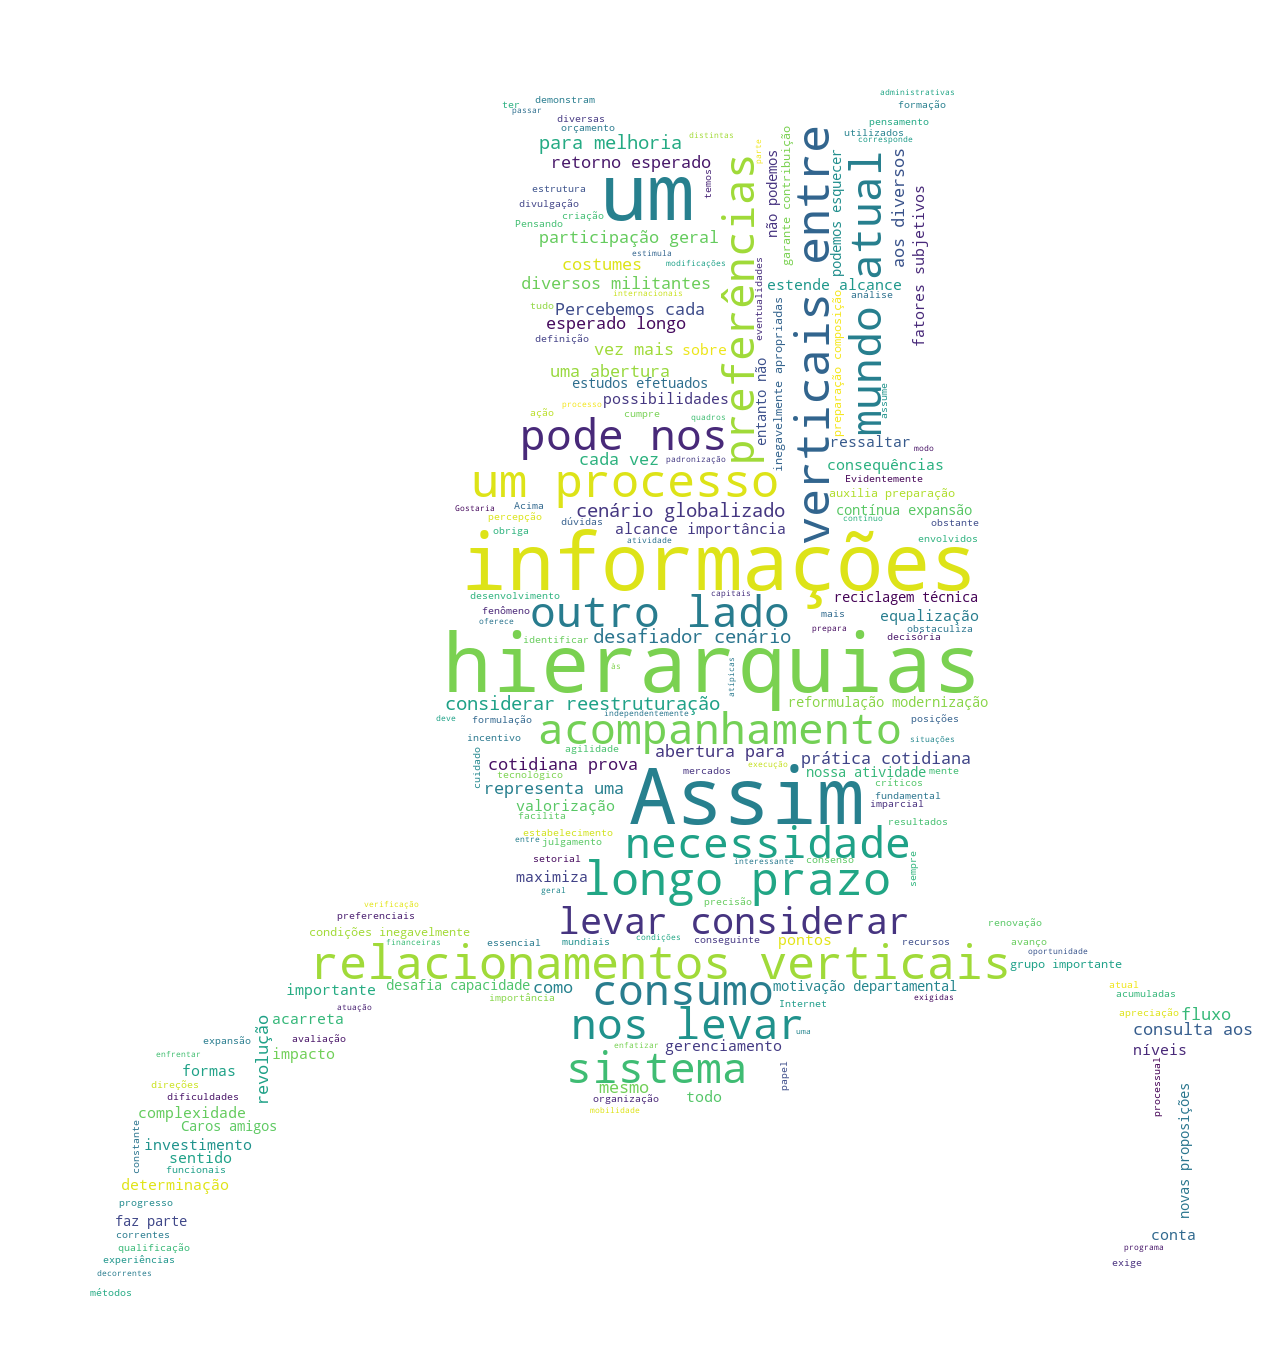 administrativas
demonstram
ter
formação
passar
diversas
pensamento
orçamento
utilizados
para melhoria
distintas
corresponde
retorno esperado
parte
não podemos
garante contribuição
entre
podemos esquecer
mundo atual
aos diversos
um
preferências
temos
estrutura
fatores subjetivos
divulgação
criação
Pensando
participação geral
estimula
costumes
modificações
diversos militantes
eventualidades
estende alcance
internacionais
análise
tudo
Percebemos cada
esperado longo
inegavelmente apropriadas
verticais
preparação composição
definição
vez mais
sobre
uma abertura
estudos efetuados
entanto não
assume
possibilidades
processo
ação
cumpre
quadros
pode nos
ressaltar
modo
cada vez
padronização
consequências
um processo
Evidentemente
auxilia preparação
Gostaria
Acima
cenário globalizado
contínua expansão
percepção
dúvidas
contínuo
obstante
obriga
alcance importância
atividade
envolvidos
informações
desenvolvimento
capitais
reciclagem técnica
fenômeno
outro lado
mais
equalização
oferece
prepara
obstaculiza
identificar
desafiador cenário
decisória
hierarquias
às
atípicas
considerar reestruturação
reformulação modernização
deve
formulação
independentemente
posições
incentivo
acompanhamento
situações
cuidado
agilidade
abertura para
prática cotidiana
cotidiana prova
execução
tecnológico
mercados
nossa atividade
mente
representa uma
Assim
críticos
fundamental
valorização
imparcial
facilita
resultados
estabelecimento
entre
julgamento
necessidade
setorial
interessante
consenso
sempre
maximiza
longo prazo
geral
verificação
precisão
preferenciais
levar considerar
renovação
condições inegavelmente
financeiras
essencial
mundiais
condições
conseguinte
pontos
recursos
avanço
oportunidade
relacionamentos verticais
grupo importante
importante
desafia capacidade
como
consumo
motivação departamental
atual
acumuladas
importância
Internet
exigidas
atuação
apreciação
fluxo
revolução
acarreta
nos levar
uma
consulta aos
expansão
avaliação
enfatizar
gerenciamento
níveis
enfrentar
impacto
formas
sistema
papel
processual
direções
mesmo
dificuldades
organização
todo
complexidade
mobilidade
Caros amigos
novas proposições
constante
investimento
sentido
funcionais
determinação
progresso
faz parte
correntes
conta
qualificação
programa
experiências
exige
decorrentes
métodos